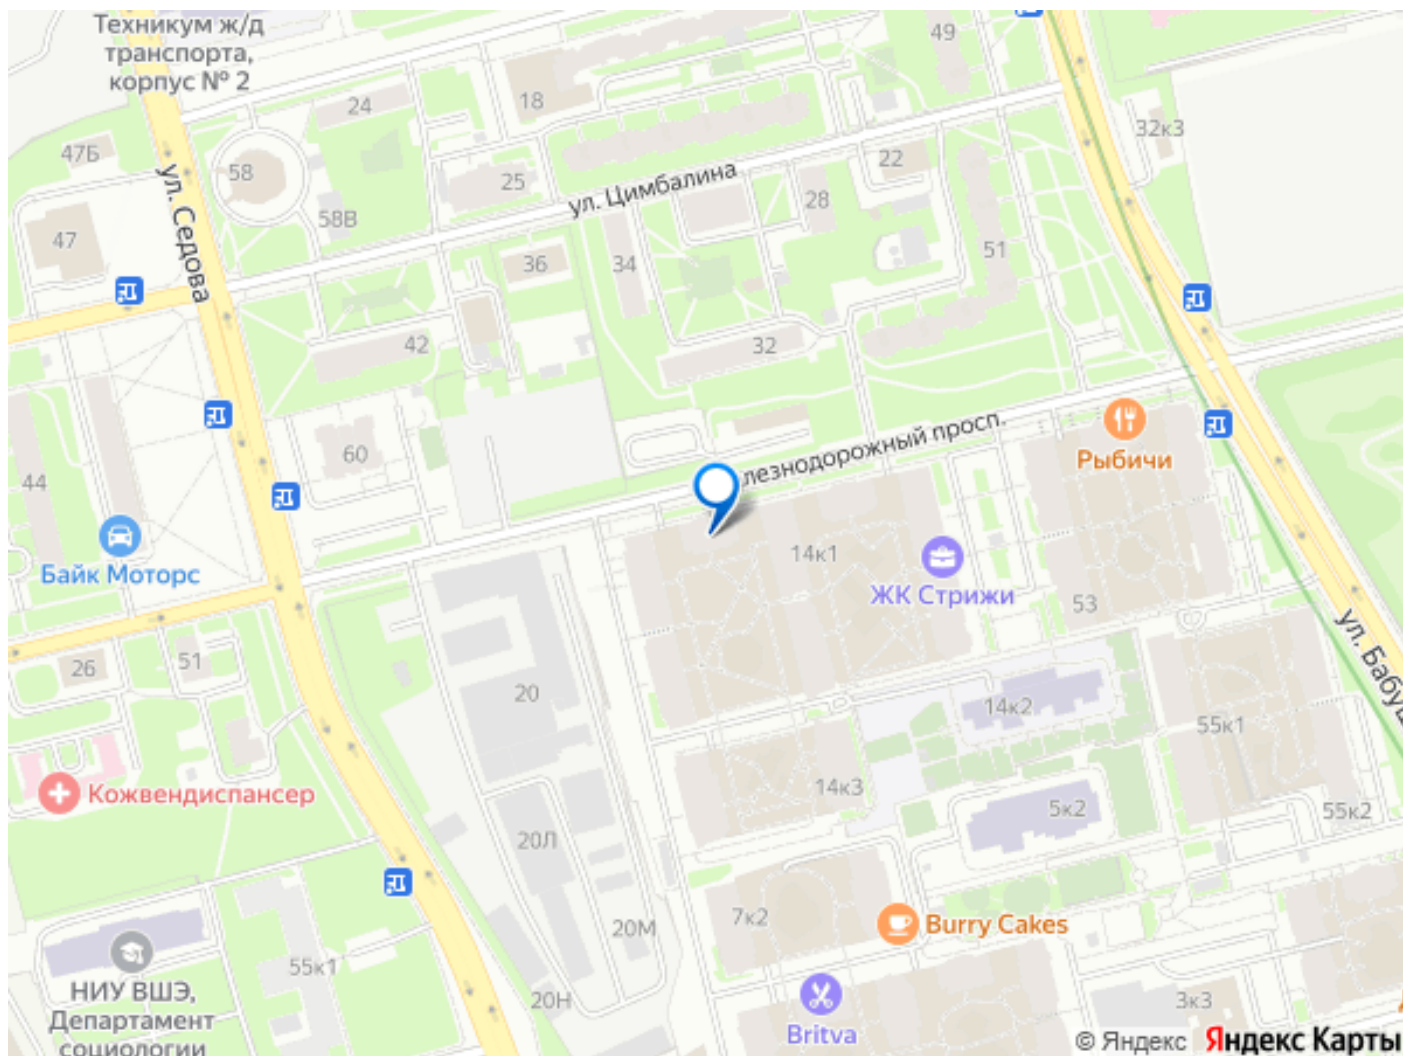 Техникум ж/д
транспорта,
корпус № 2
49
24
18
32к3
47Б
58
25
22
ул. Цимбалина
28
58В
ул. Седова
47
36
34
51
42
32
60
лезнодорожный просп.
Рыбичи
44
14к1
Байк Моторс
ЖК Стрижи
53
ул. Бабуш
26
51
20
14к2
55к1
Кожвендиспансер
14к3
5к2
55к2
20Л
7к2
Burry Cakes
20М
55к1
НИУ ВШЭ,
Департамент
социологии
20Н
Britva
3к3
© Яндекс Яндекс Карты